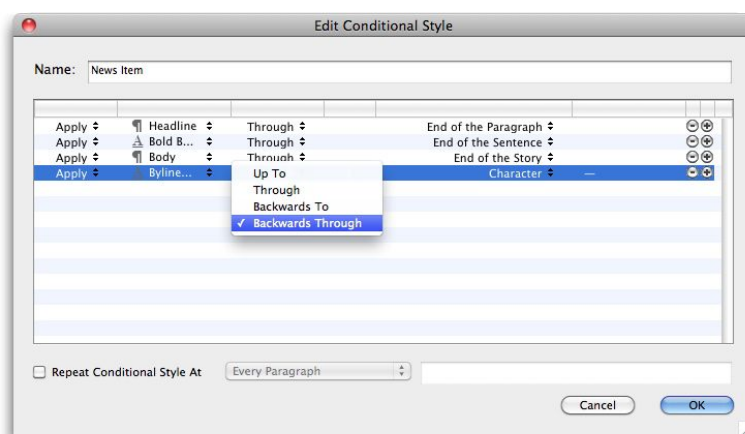 Edit Conditional Style
Name: News Item
Apply ¶ Headline Through End of the Paragraph
Apply A Bold B... Through End of the Sentence
Apply ¶ Body Through End of the Story
Apply A Byline... Character —
Up To
Through
Backwards To
✓ Backwards Through
Repeat Conditional Style At Every Paragraph
Cancel OK